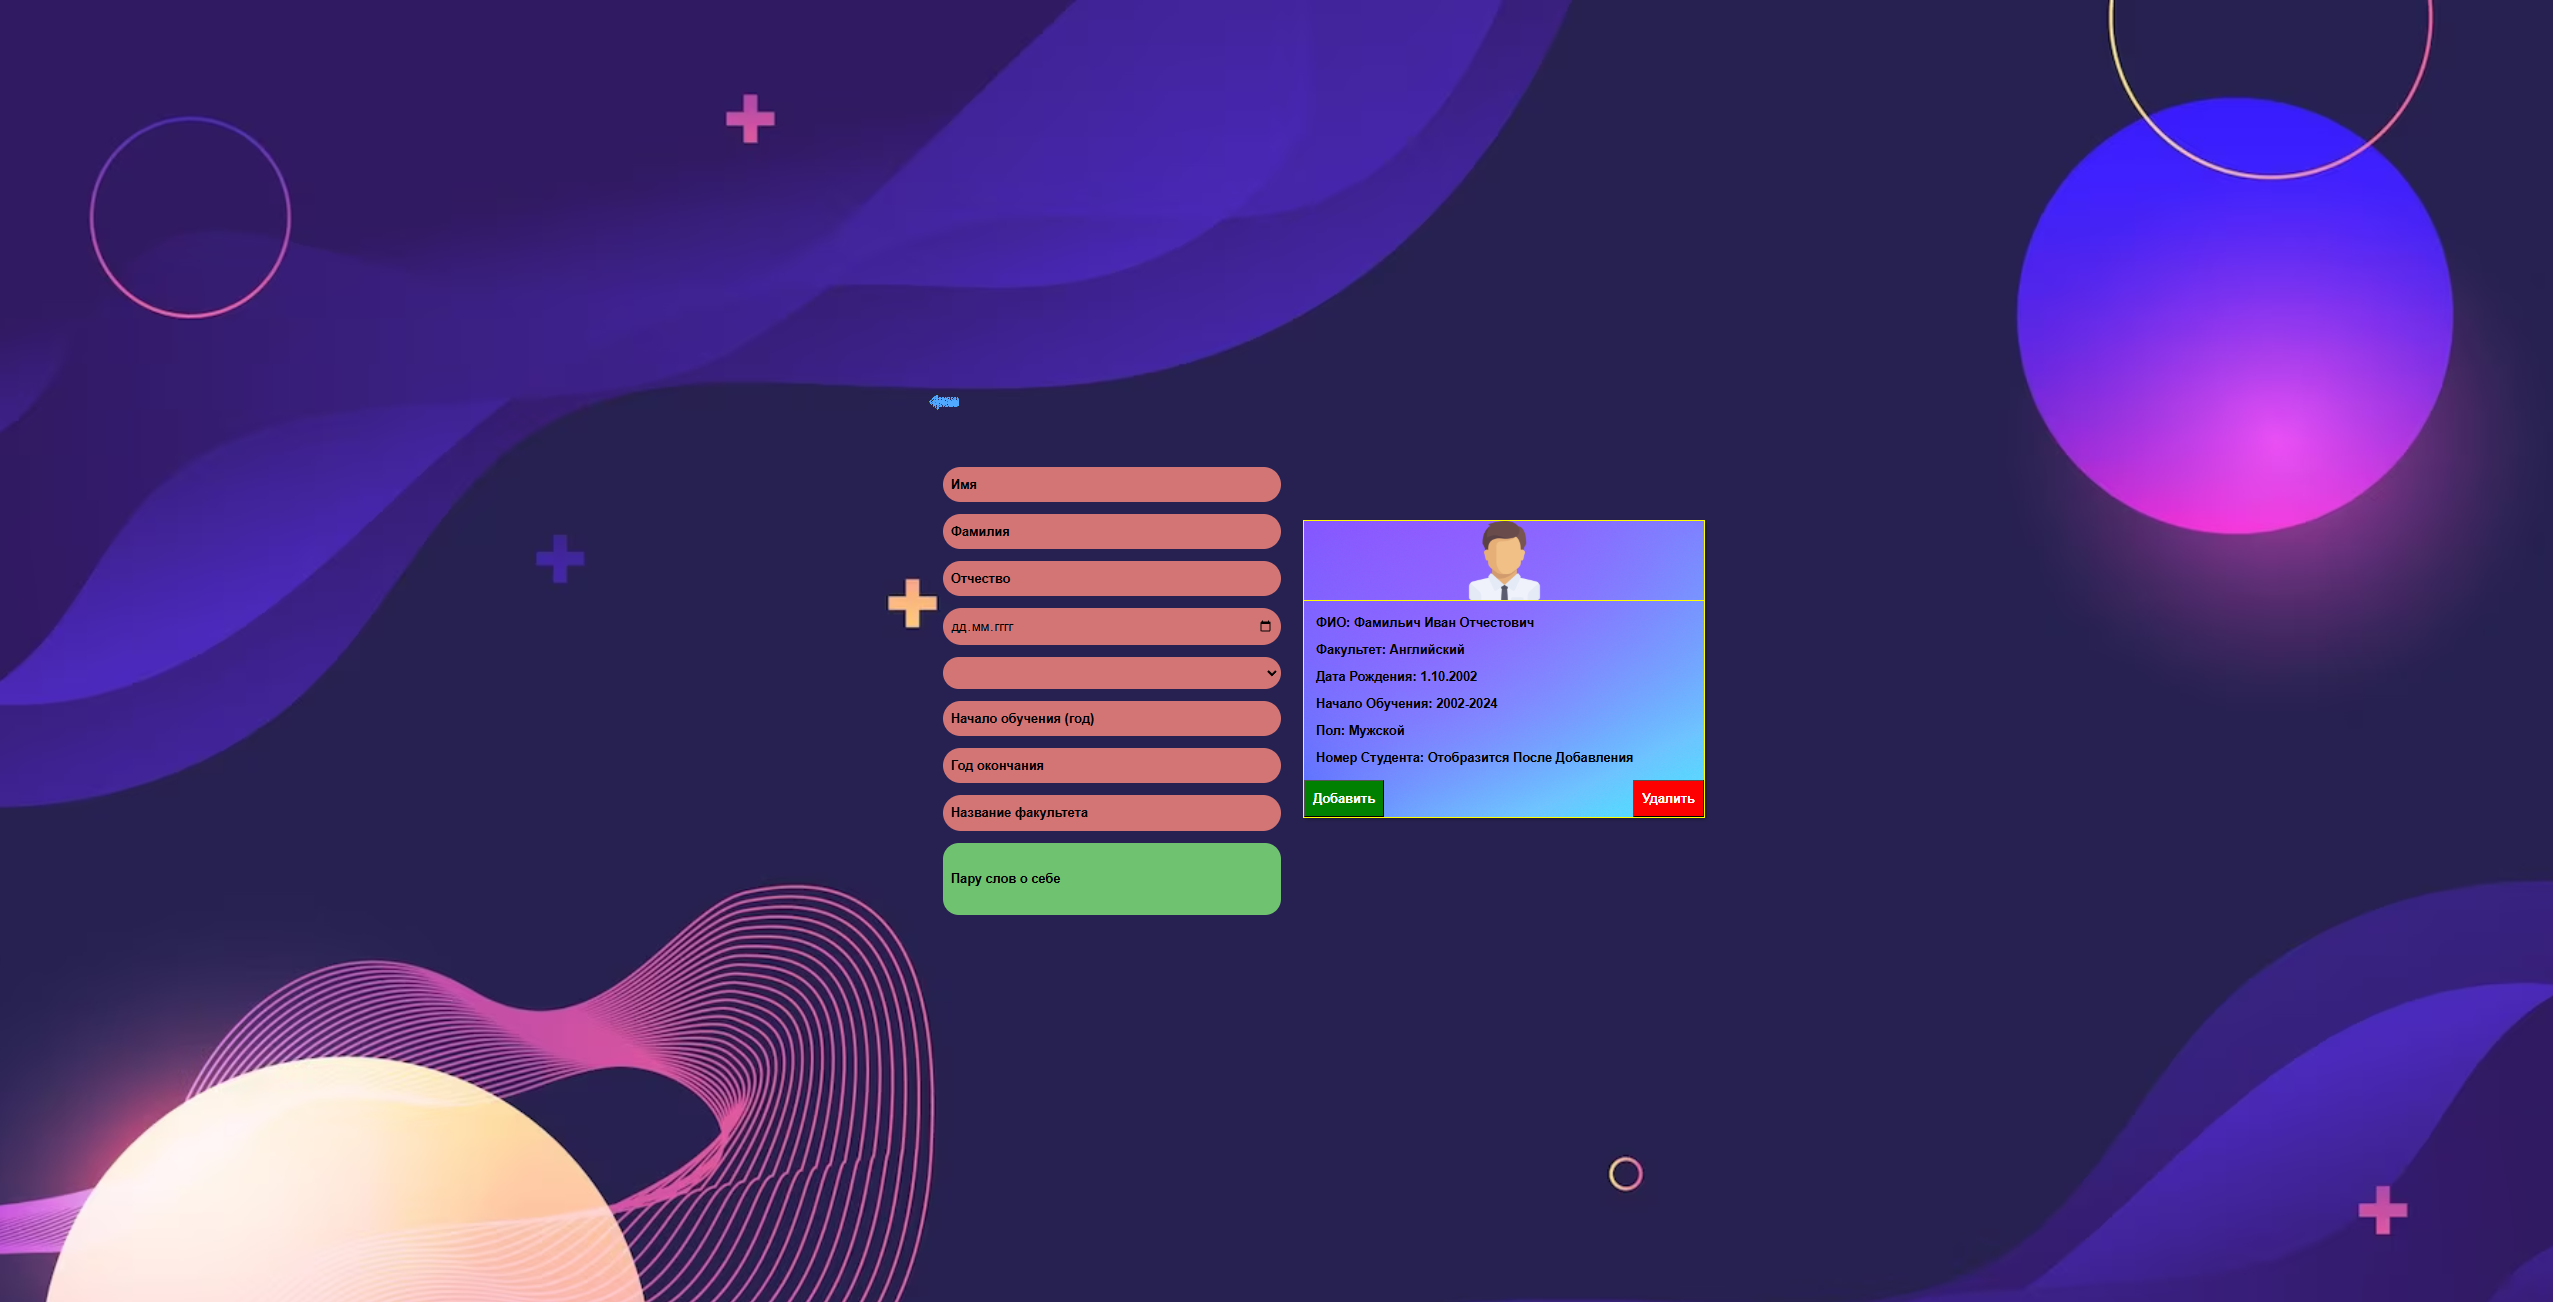 Имя
Фамилия
Отчество
дд.мм.гггг
Начало обучения (год)
Год окончания
Название факультета
Пару слов о себе
ФИО: Фамильич Иван Отчестович
Факультет: Английский
Дата Рождения: 1.10.2002
Начало Обучения: 2002-2024
Пол: Мужской
Номер Студента: Отобразится После Добавления
Добавить
Удалить